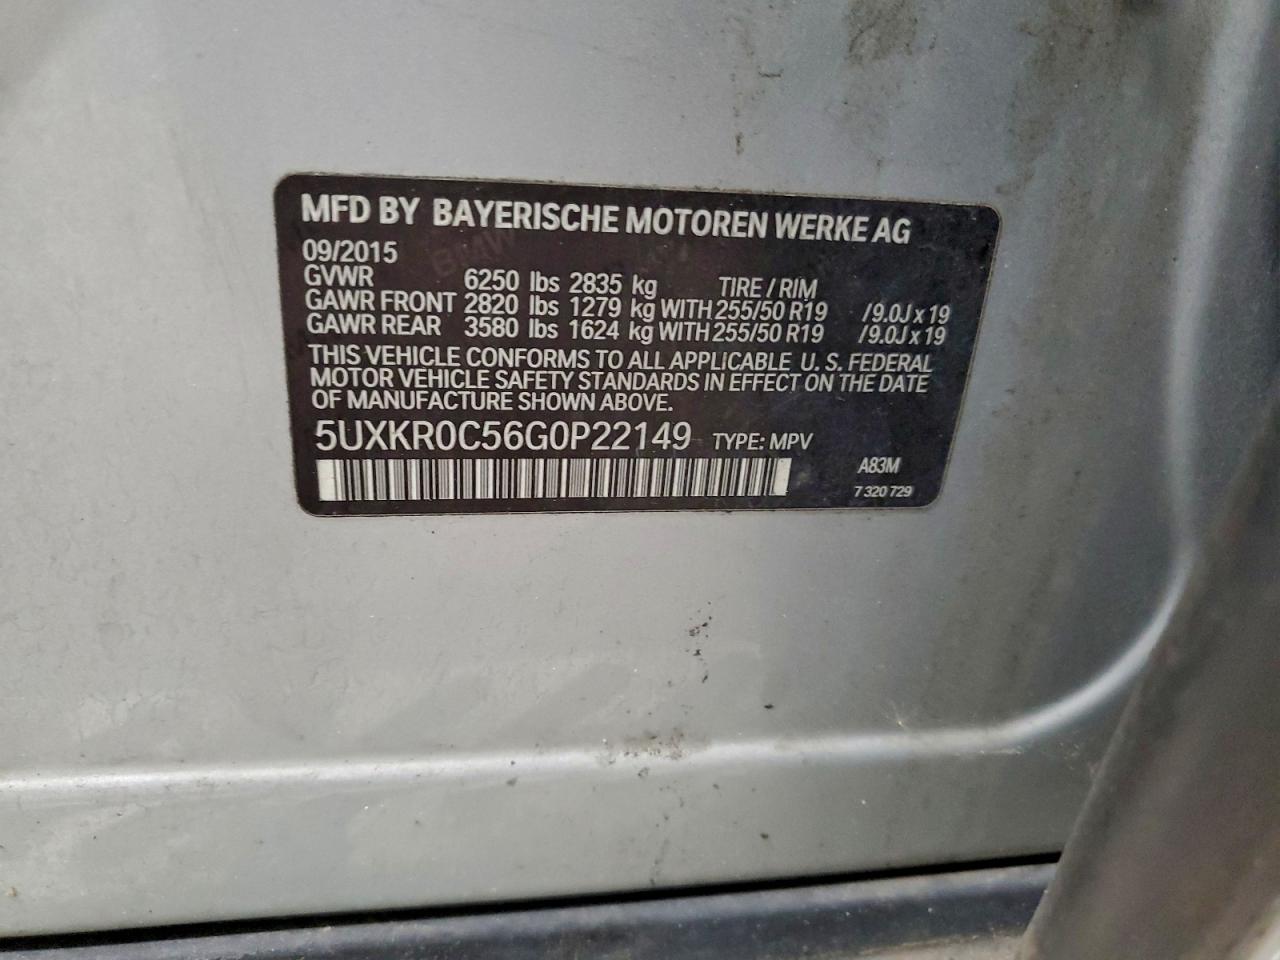 MFD BY BAYERISCHE MOTOREN WERKE AG
09/2015
GVWR 6250 lbs 2835 kg TIRE / RIM
GAWR FRONT 2820 lbs 1279 kg WITH 255/50 R19 /9.0J x 19
GAWR REAR 3580 lbs 1624 kg WITH 255/50 R19 /9.0J x 19
THIS VEHICLE CONFORMS TO ALL APPLICABLE U. S. FEDERAL
MOTOR VEHICLE SAFETY STANDARDS IN EFFECT ON THE DATE
OF MANUFACTURE SHOWN ABOVE.
5UXKR0C56G0P22149 TYPE: MPV
A83M
7 320 729